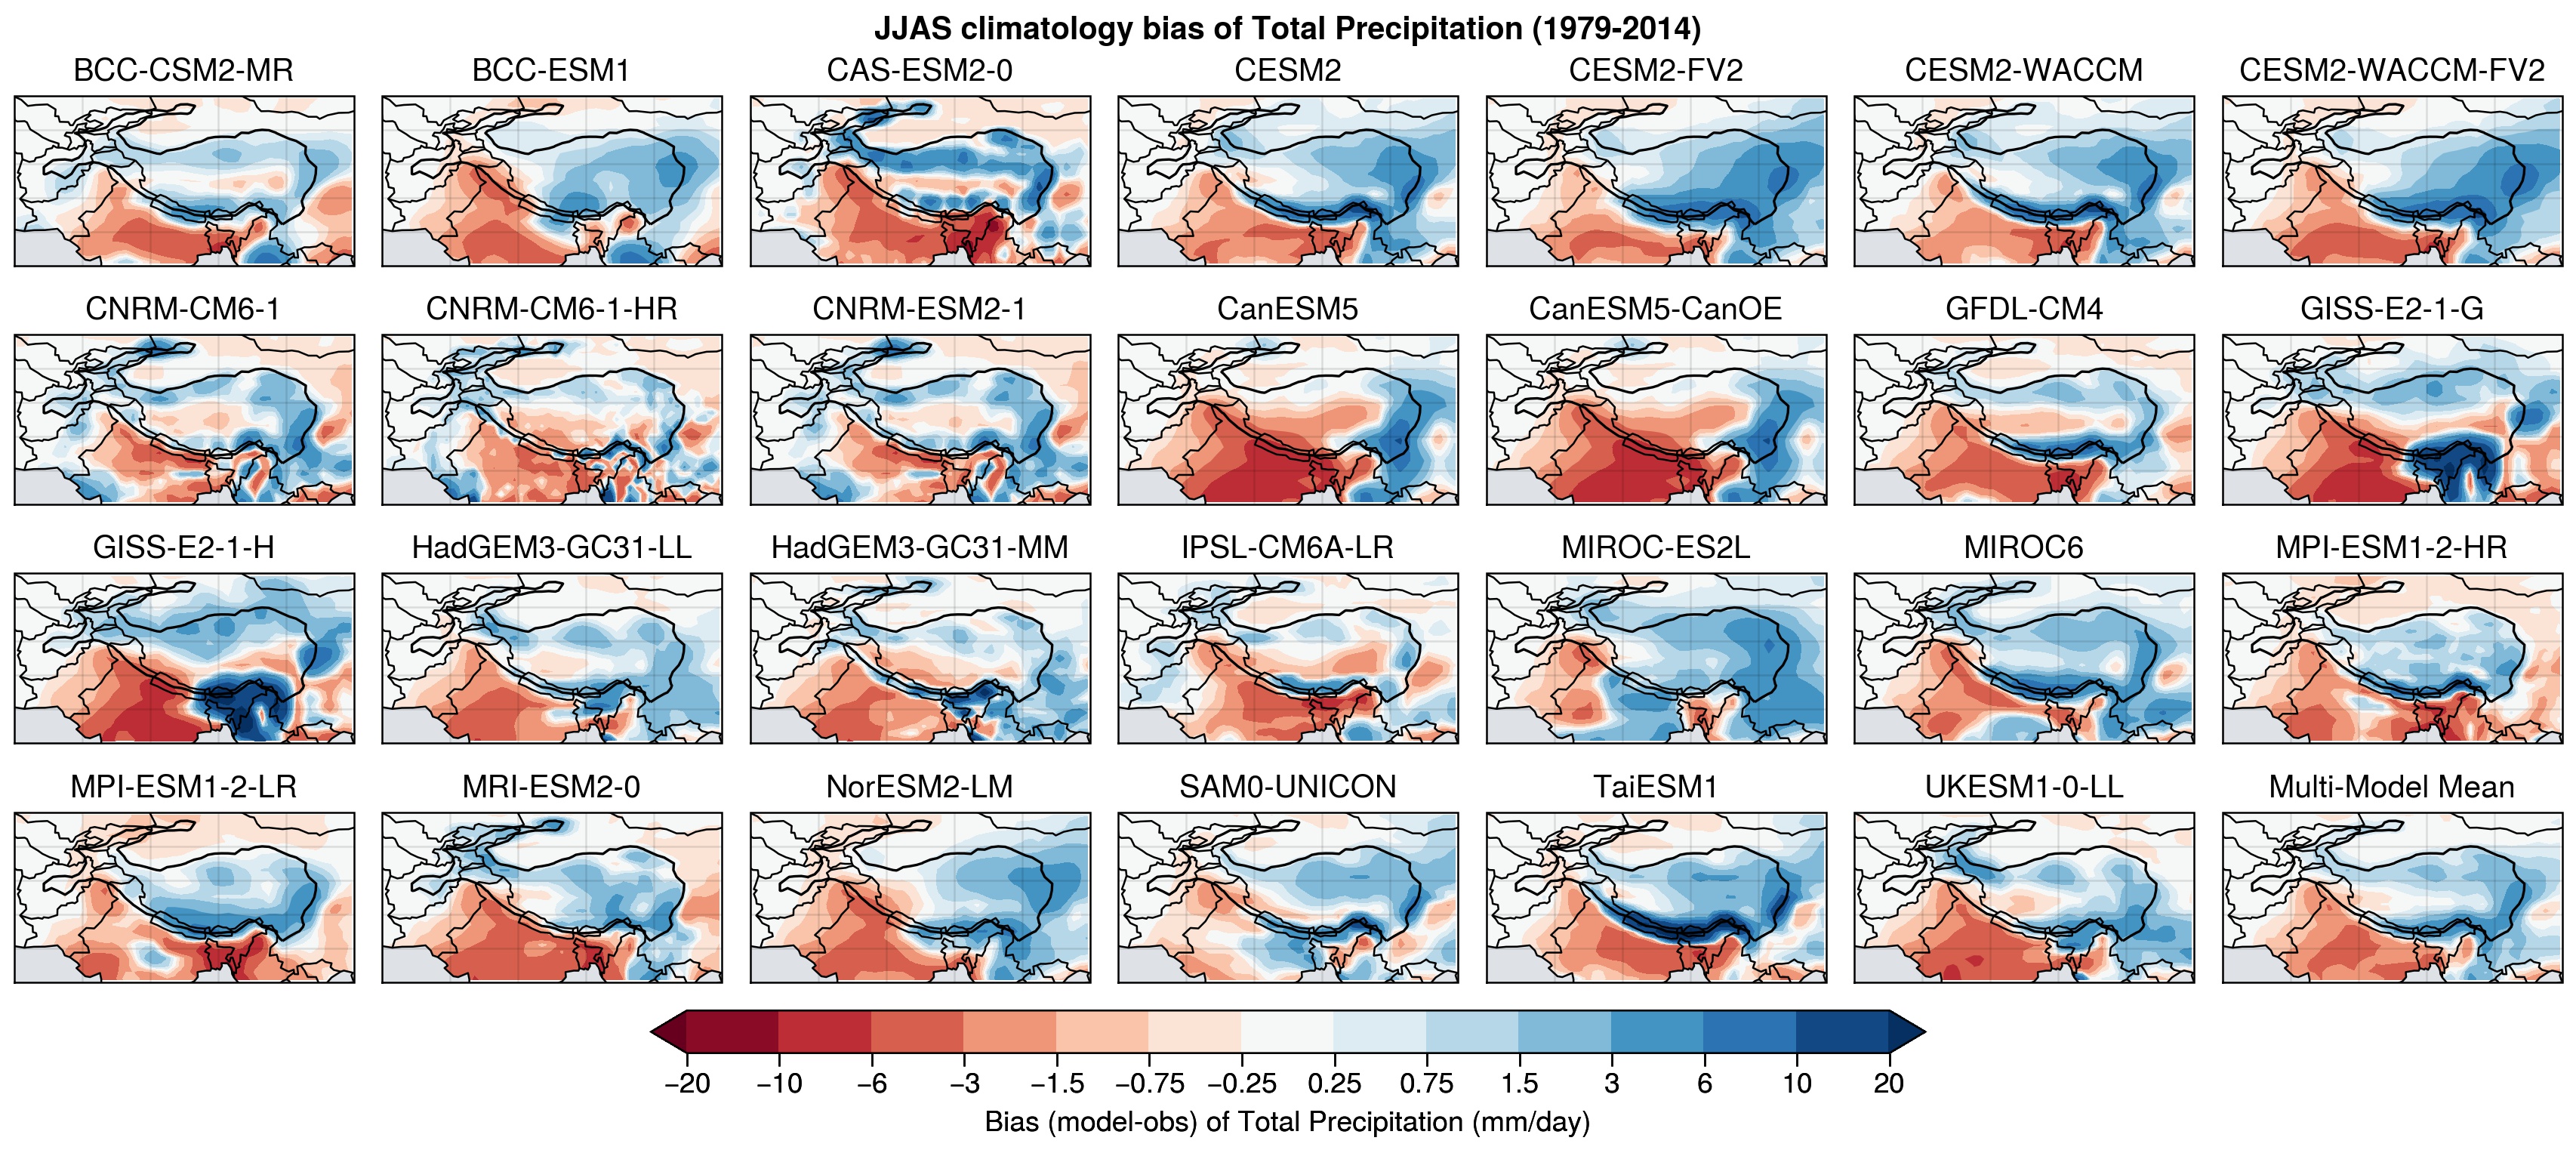 JJAS climatology bias of Total Precipitation (1979-2014)
BCC-CSM2-MR BCC-ESM1 CAS-ESM2-0 CESM2 CESM2-FV2 CESM2-WACCM CESM2-WACCM-FV2
CNRM-CM6-1 CNRM-CM6-1-HR CNRM-ESM2-1 CanESM5 CanESM5-CanOE GFDL-CM4 GISS-E2-1-G
GISS-E2-1-H HadGEM3-GC31-LL HadGEM3-GC31-MM IPSL-CM6A-LR MIROC-ES2L MIROC6 MPI-ESM1-2-HR
MPI-ESM1-2-LR MRI-ESM2-0 NorESM2-LM SAM0-UNICON TaiESM1 UKESM1-0-LL Multi-Model Mean
−20 −10 −6 −3 −1.5 −0.75 −0.25 0.25 0.75 1.5 3 6 10 20
Bias (model-obs) of Total Precipitation (mm/day)